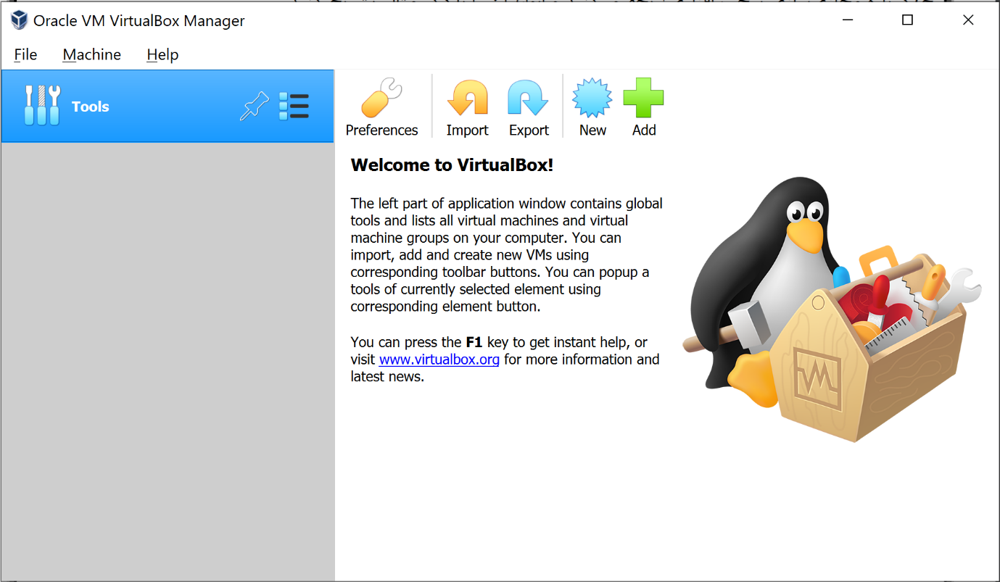 Oracle VM VirtualBox Manager
File Machine Help
Tools
Preferences Import Export New Add
Welcome to VirtualBox!
The left part of application window contains global
tools and lists all virtual machines and virtual
machine groups on your computer. You can
import, add and create new VMs using
corresponding toolbar buttons. You can popup a
tools of currently selected element using
corresponding element button.
You can press the F1 key to get instant help, or
visit www.virtualbox.org for more information and
latest news.